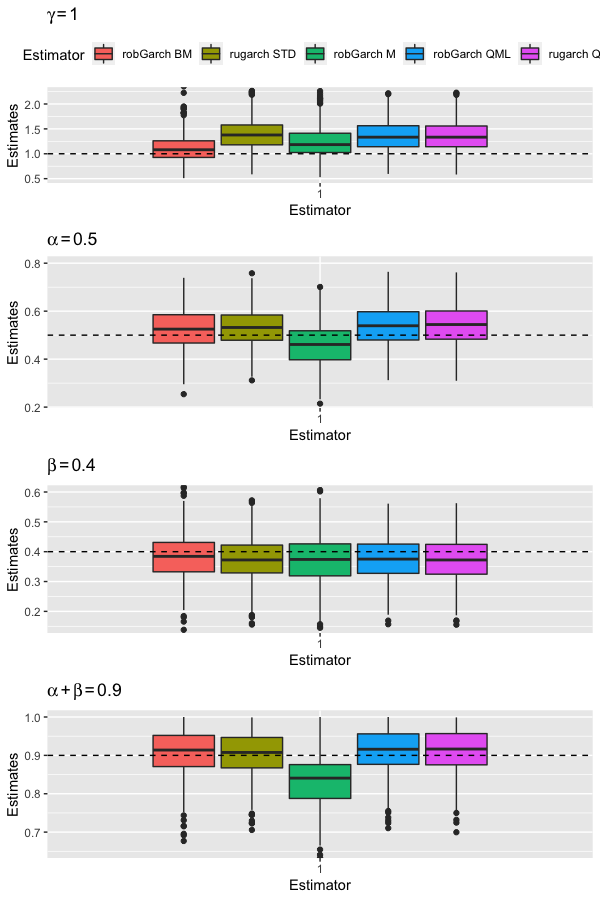 γ = 1
Estimator robGarch BM rugarch STD robGarch M robGarch QML rugarch Q
Estimates
2.0
1.5
1.0
0.5
1
Estimator
α = 0.5
Estimates
0.8
0.6
0.4
0.2
1
Estimator
β = 0.4
Estimates
0.6
0.5
0.4
0.3
0.2
1
Estimator
α + β = 0.9
Estimates
1.0
0.9
0.8
0.7
1
Estimator